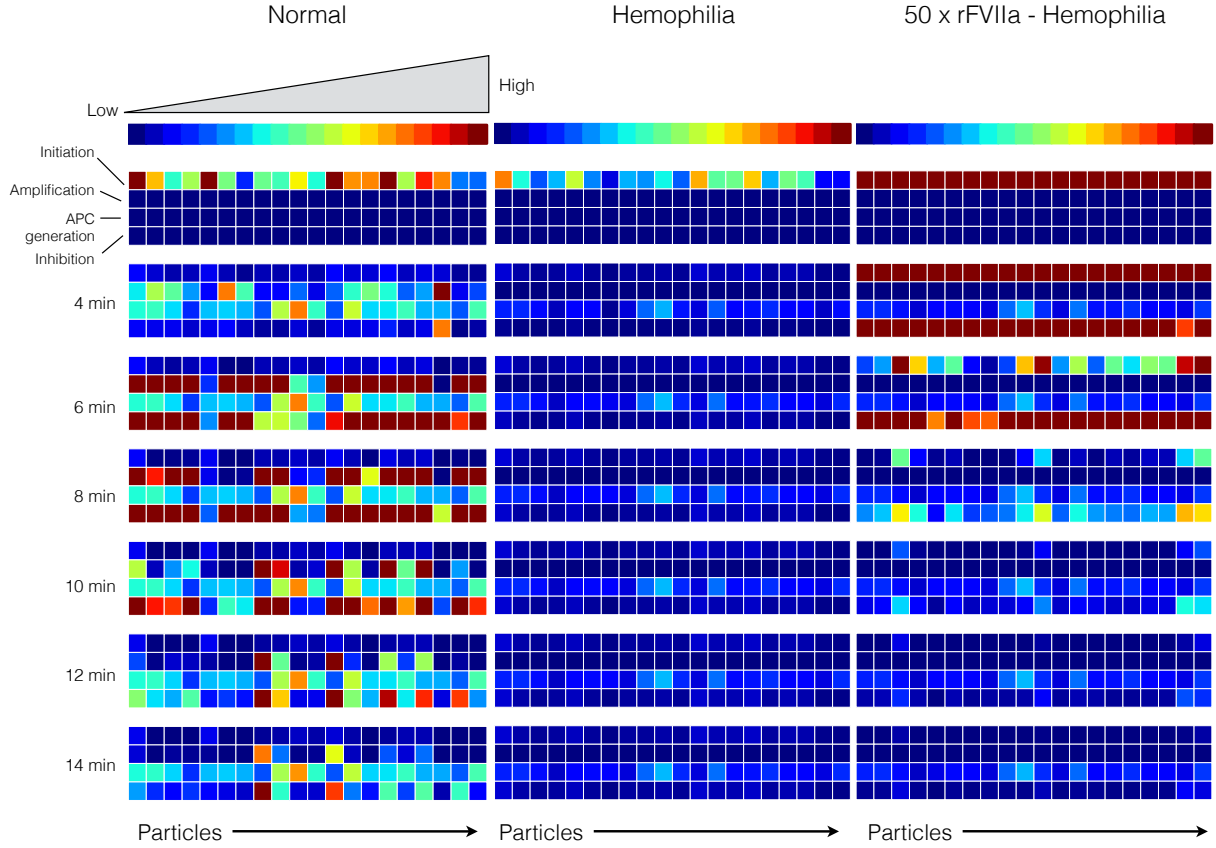 Normal
Hemophilia
50 x rFVIIa - Hemophilia
High
Low
Initiation
Amplification
APC
generation
Inhibition
4 min
6 min
8 min
10 min
12 min
14 min
Particles
Particles
Particles